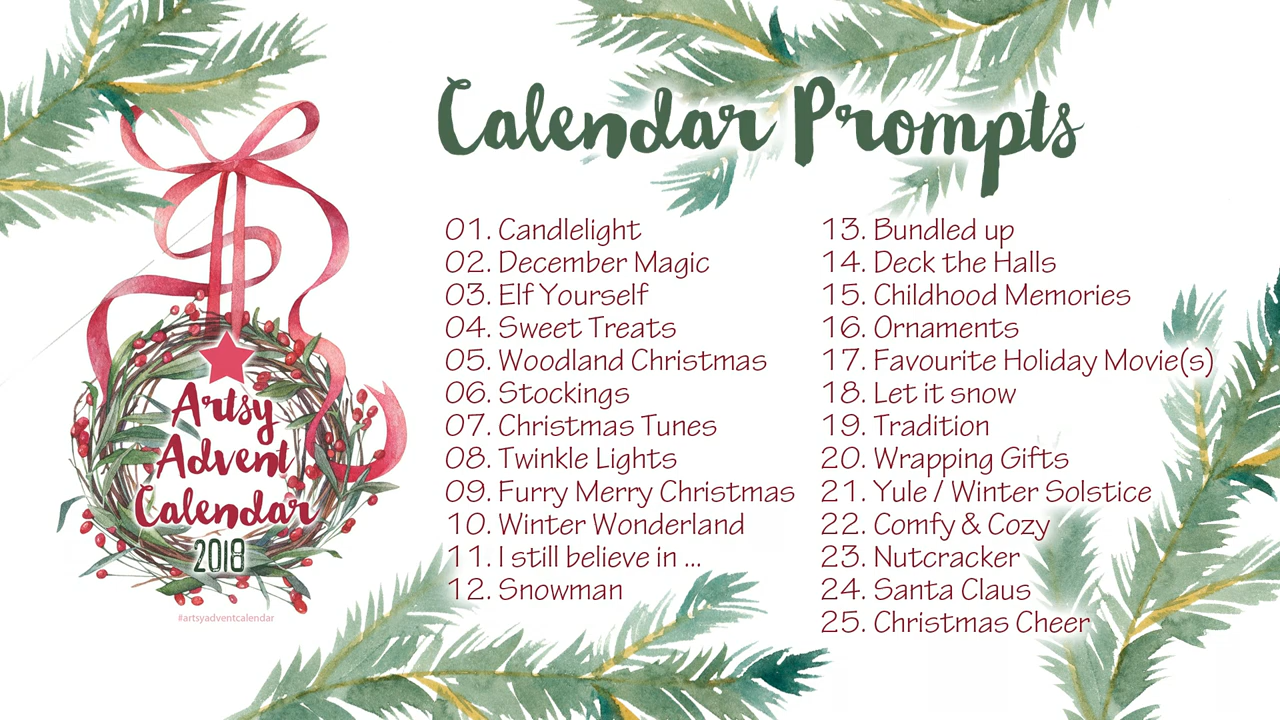 Calendar Prompts
Artsy
Advent
Calendar
2018
#artsyadventcalendar
01. Candlelight
02. December Magic
03. Elf Yourself
04. Sweet Treats
05. Woodland Christmas
06. Stockings
07. Christmas Tunes
08. Twinkle Lights
09. Furry Merry Christmas
10. Winter Wonderland
11. I still believe in ...
12. Snowman
13. Bundled up
14. Deck the Halls
15. Childhood Memories
16. Ornaments
17. Favourite Holiday Movie(s)
18. Let it snow
19. Tradition
20. Wrapping Gifts
21. Yule / Winter Solstice
22. Comfy & Cozy
23. Nutcracker
24. Santa Claus
25. Christmas Cheer